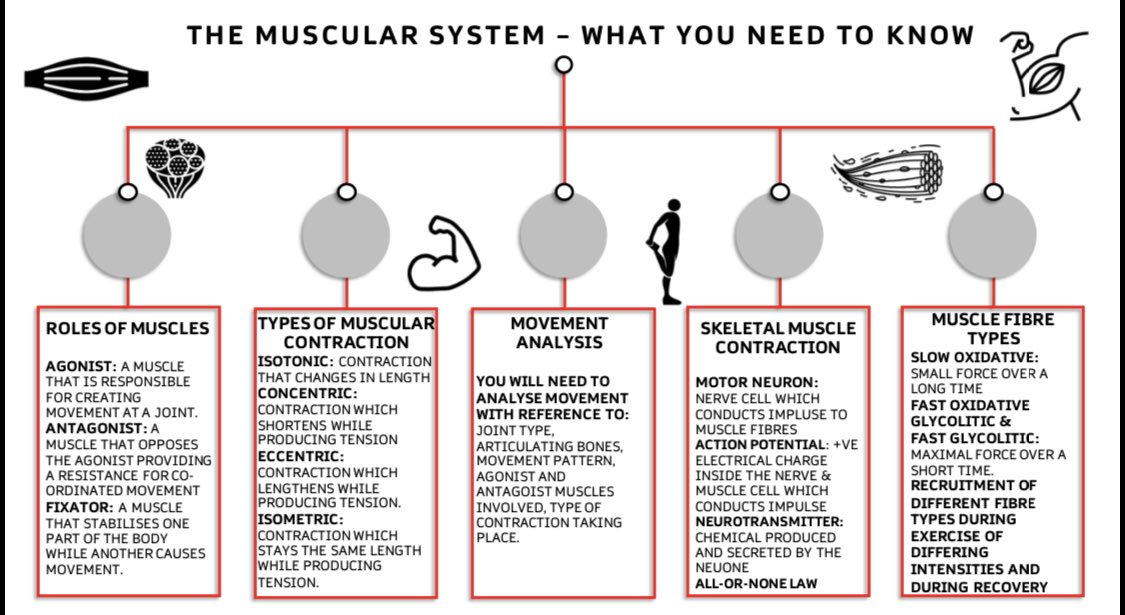 THE MUSCULAR SYSTEM – WHAT YOU NEED TO KNOW
ROLES OF MUSCLES
AGONIST: A MUSCLE
THAT IS RESPONSIBLE
FOR CREATING
MOVEMENT AT A JOINT.
ANTAGONIST: A
MUSCLE THAT OPPOSES
THE AGONIST PROVIDING
A RESISTANCE FOR CO-
ORDINATED MOVEMENT
FIXATOR: A MUSCLE
THAT STABILISES ONE
PART OF THE BODY
WHILE ANOTHER CAUSES
MOVEMENT.
TYPES OF MUSCULAR
CONTRACTION
ISOTONIC: CONTRACTION
THAT CHANGES IN LENGTH
CONCENTRIC:
CONTRACTION WHICH
SHORTENS WHILE
PRODUCING TENSION
ECCENTRIC:
CONTRACTION WHICH
LENGTHENS WHILE
PRODUCING TENSION.
ISOMETRIC:
CONTRACTION WHICH
STAYS THE SAME LENGTH
WHILE PRODUCING
TENSION.
MOVEMENT
ANALYSIS
YOU WILL NEED TO
ANALYSE MOVEMENT
WITH REFERENCE TO:
JOINT TYPE,
ARTICULATING BONES,
MOVEMENT PATTERN,
AGONIST AND
ANTAGOIST MUSCLES
INVOLVED, TYPE OF
CONTRACTION TAKING
PLACE.
SKELETAL MUSCLE
CONTRACTION
MOTOR NEURON:
NERVE CELL WHICH
CONDUCTS IMPLUSE TO
MUSCLE FIBRES
ACTION POTENTIAL: +VE
ELECTRICAL CHARGE
INSIDE THE NERVE &
MUSCLE CELL WHICH
CONDUCTS IMPULSE
NEUROTRANSMITTER:
CHEMICAL PRODUCED
AND SECRETED BY THE
NEUONE
ALL-OR-NONE LAW
MUSCLE FIBRE
TYPES
SLOW OXIDATIVE:
SMALL FORCE OVER A
LONG TIME
FAST OXIDATIVE
GLYCOLITIC &
FAST GLYCOLITIC:
MAXIMAL FORCE OVER A
SHORT TIME.
RECRUITMENT OF
DIFFERENT FIBRE
TYPES DURING
EXERCISE OF
DIFFERING
INTENSITIES AND
DURING RECOVERY